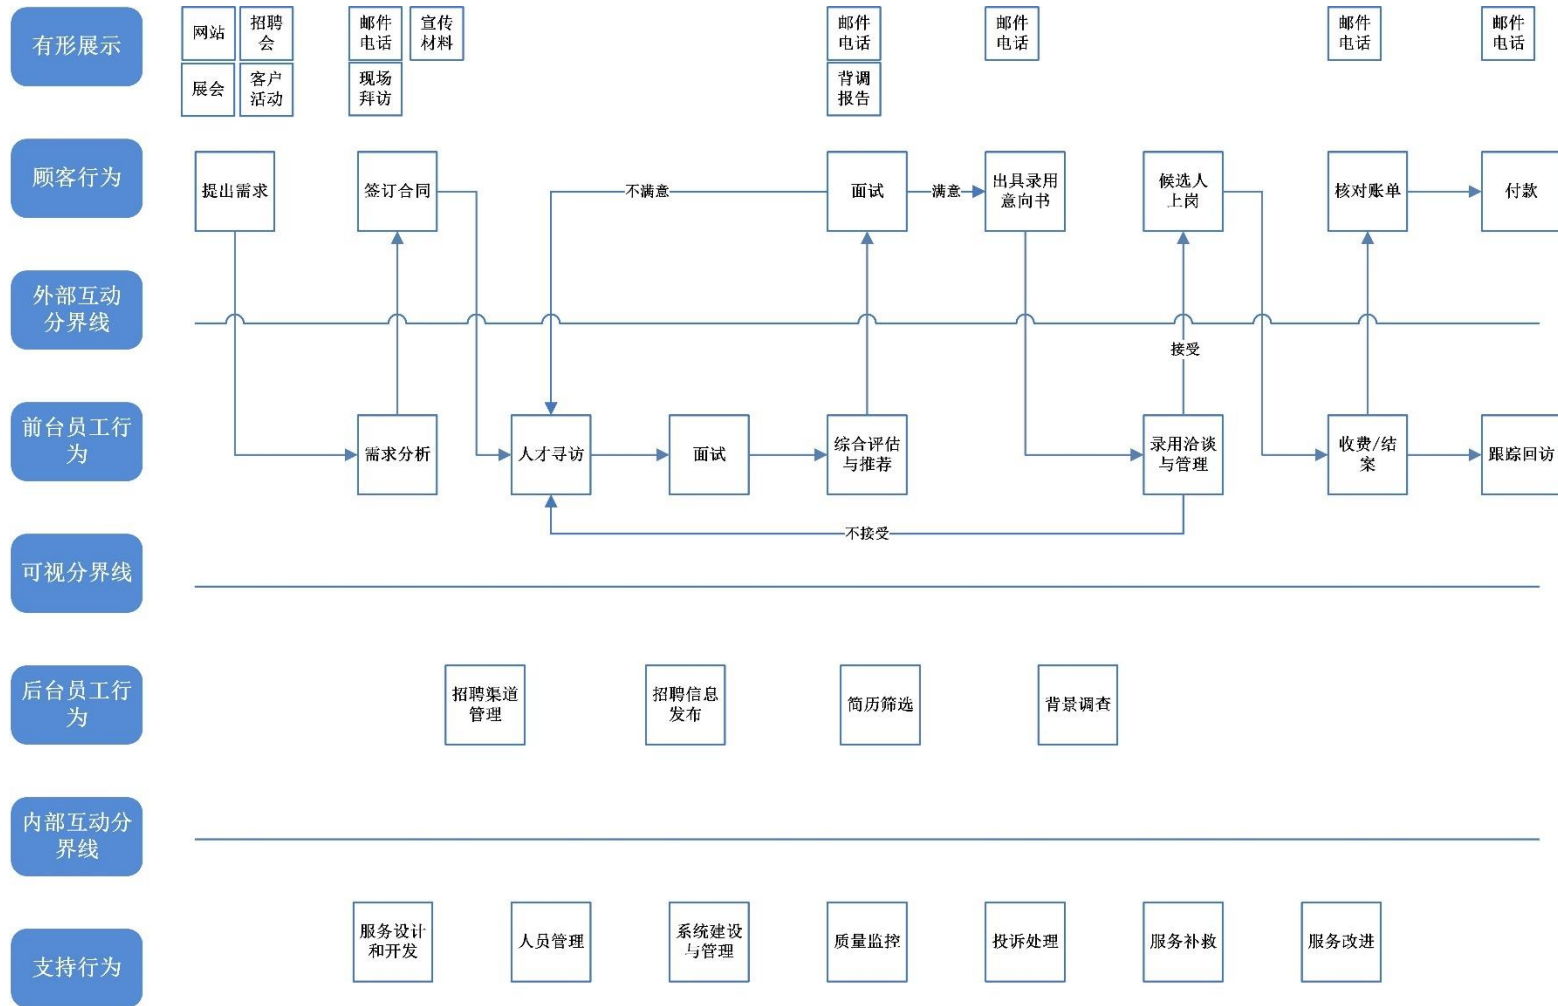 有形展示
网站
招聘
会
邮件
电话
宣传
材料
邮件
电话
邮件
电话
邮件
电话
邮件
电话
展会
客户
活动
现场
拜访
背调
报告
顾客行为
提出需求
签订合同
不满意
面试
满意
出具录用
意向书
候选人
上岗
核对账单
付款
外部互动
分界线
接受
前台员工行
为
需求分析
人才寻访
面试
综合评估
与推荐
录用洽谈
与管理
收费/结
案
跟踪回访
不接受
可视分界线
后台员工行
为
招聘渠道
管理
招聘信息
发布
简历筛选
背景调查
内部互动分
界线
支持行为
服务设计
和开发
人员管理
系统建设
与管理
质量监控
投诉处理
服务补救
服务改进